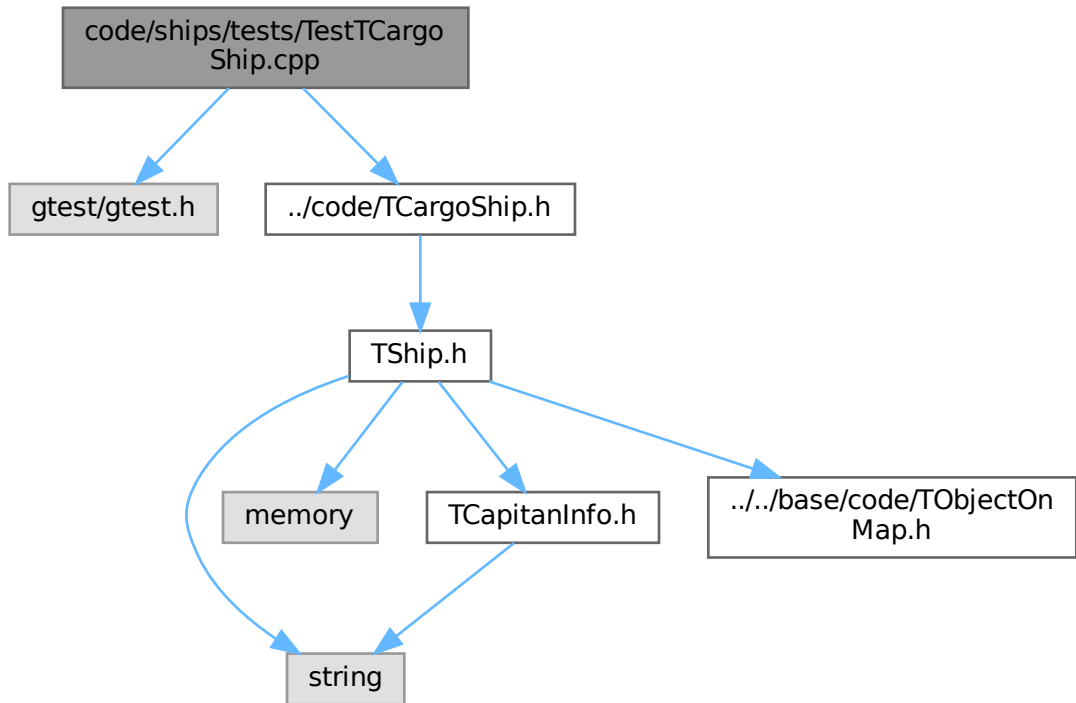 code/ships/tests/TestTCargo
Ship.cpp
gtest/gtest.h
../code/TCargoShip.h
TShip.h
memory
TCapitanInfo.h
../../base/code/TObjectOn
Map.h
string